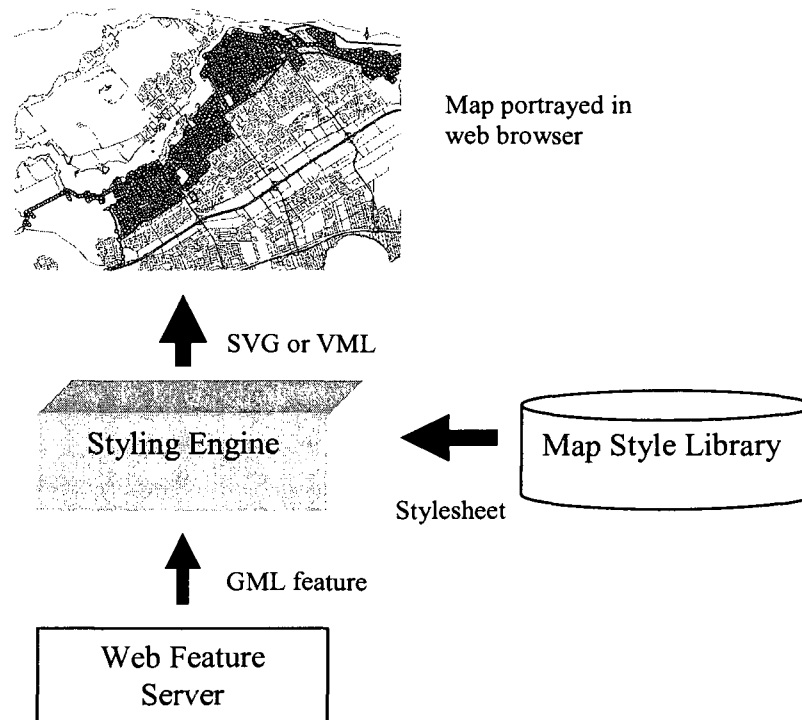 Map portrayed in
web browser
SVG or VML
Styling Engine
Map Style Library
Stylesheet
GML feature
Web Feature
Server